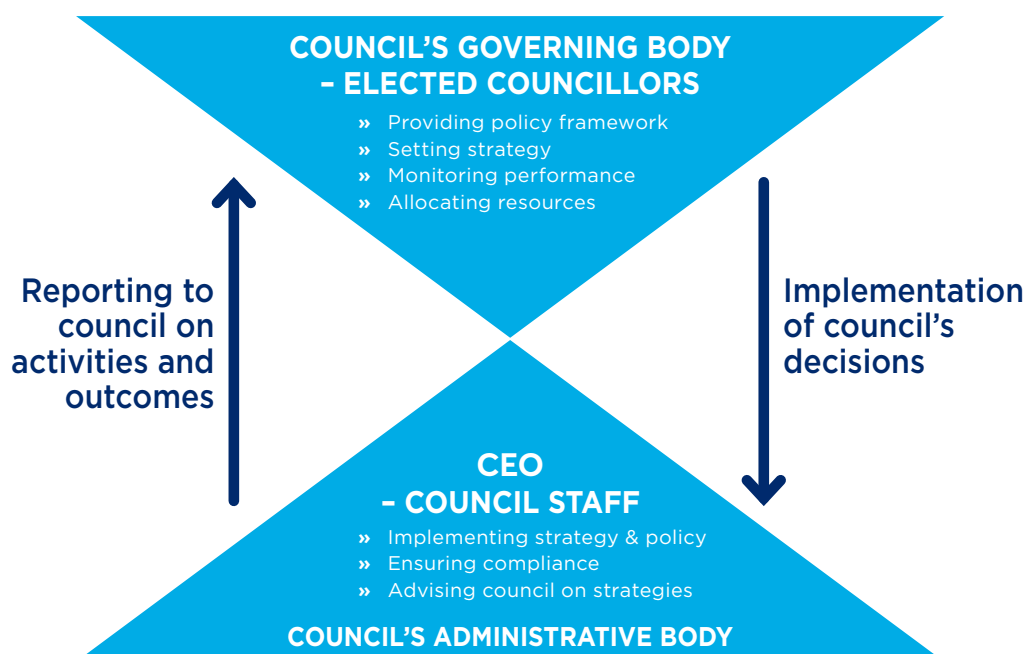 COUNCIL’S GOVERNING BODY
– ELECTED COUNCILLORS
» Providing policy framework
» Setting strategy
» Monitoring performance
» Allocating resources
Reporting to
council on
activities and
outcomes
Implementation
of council’s
decisions
CEO
– COUNCIL STAFF
» Implementing strategy & policy
» Ensuring compliance
» Advising council on strategies
COUNCIL’S ADMINISTRATIVE BODY